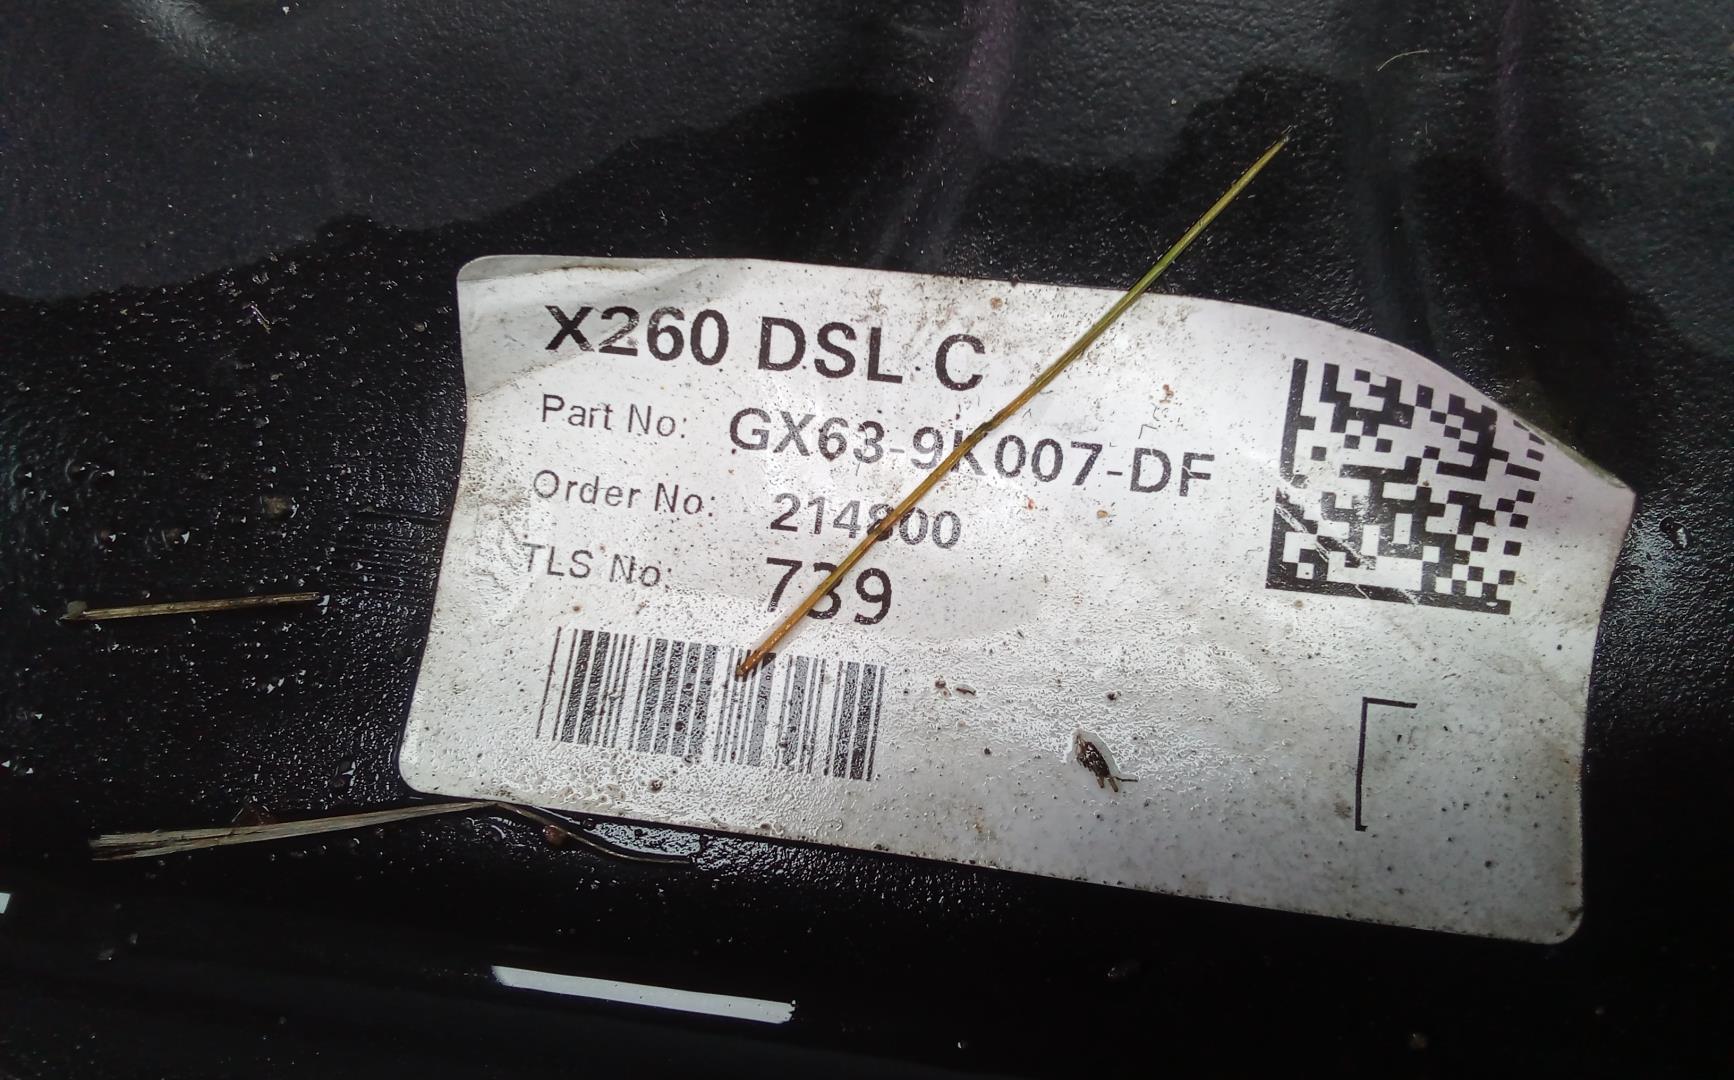 X260 DSL C
Part No: GX63-9K007-DF
Order No: 214800
TLS No: 739